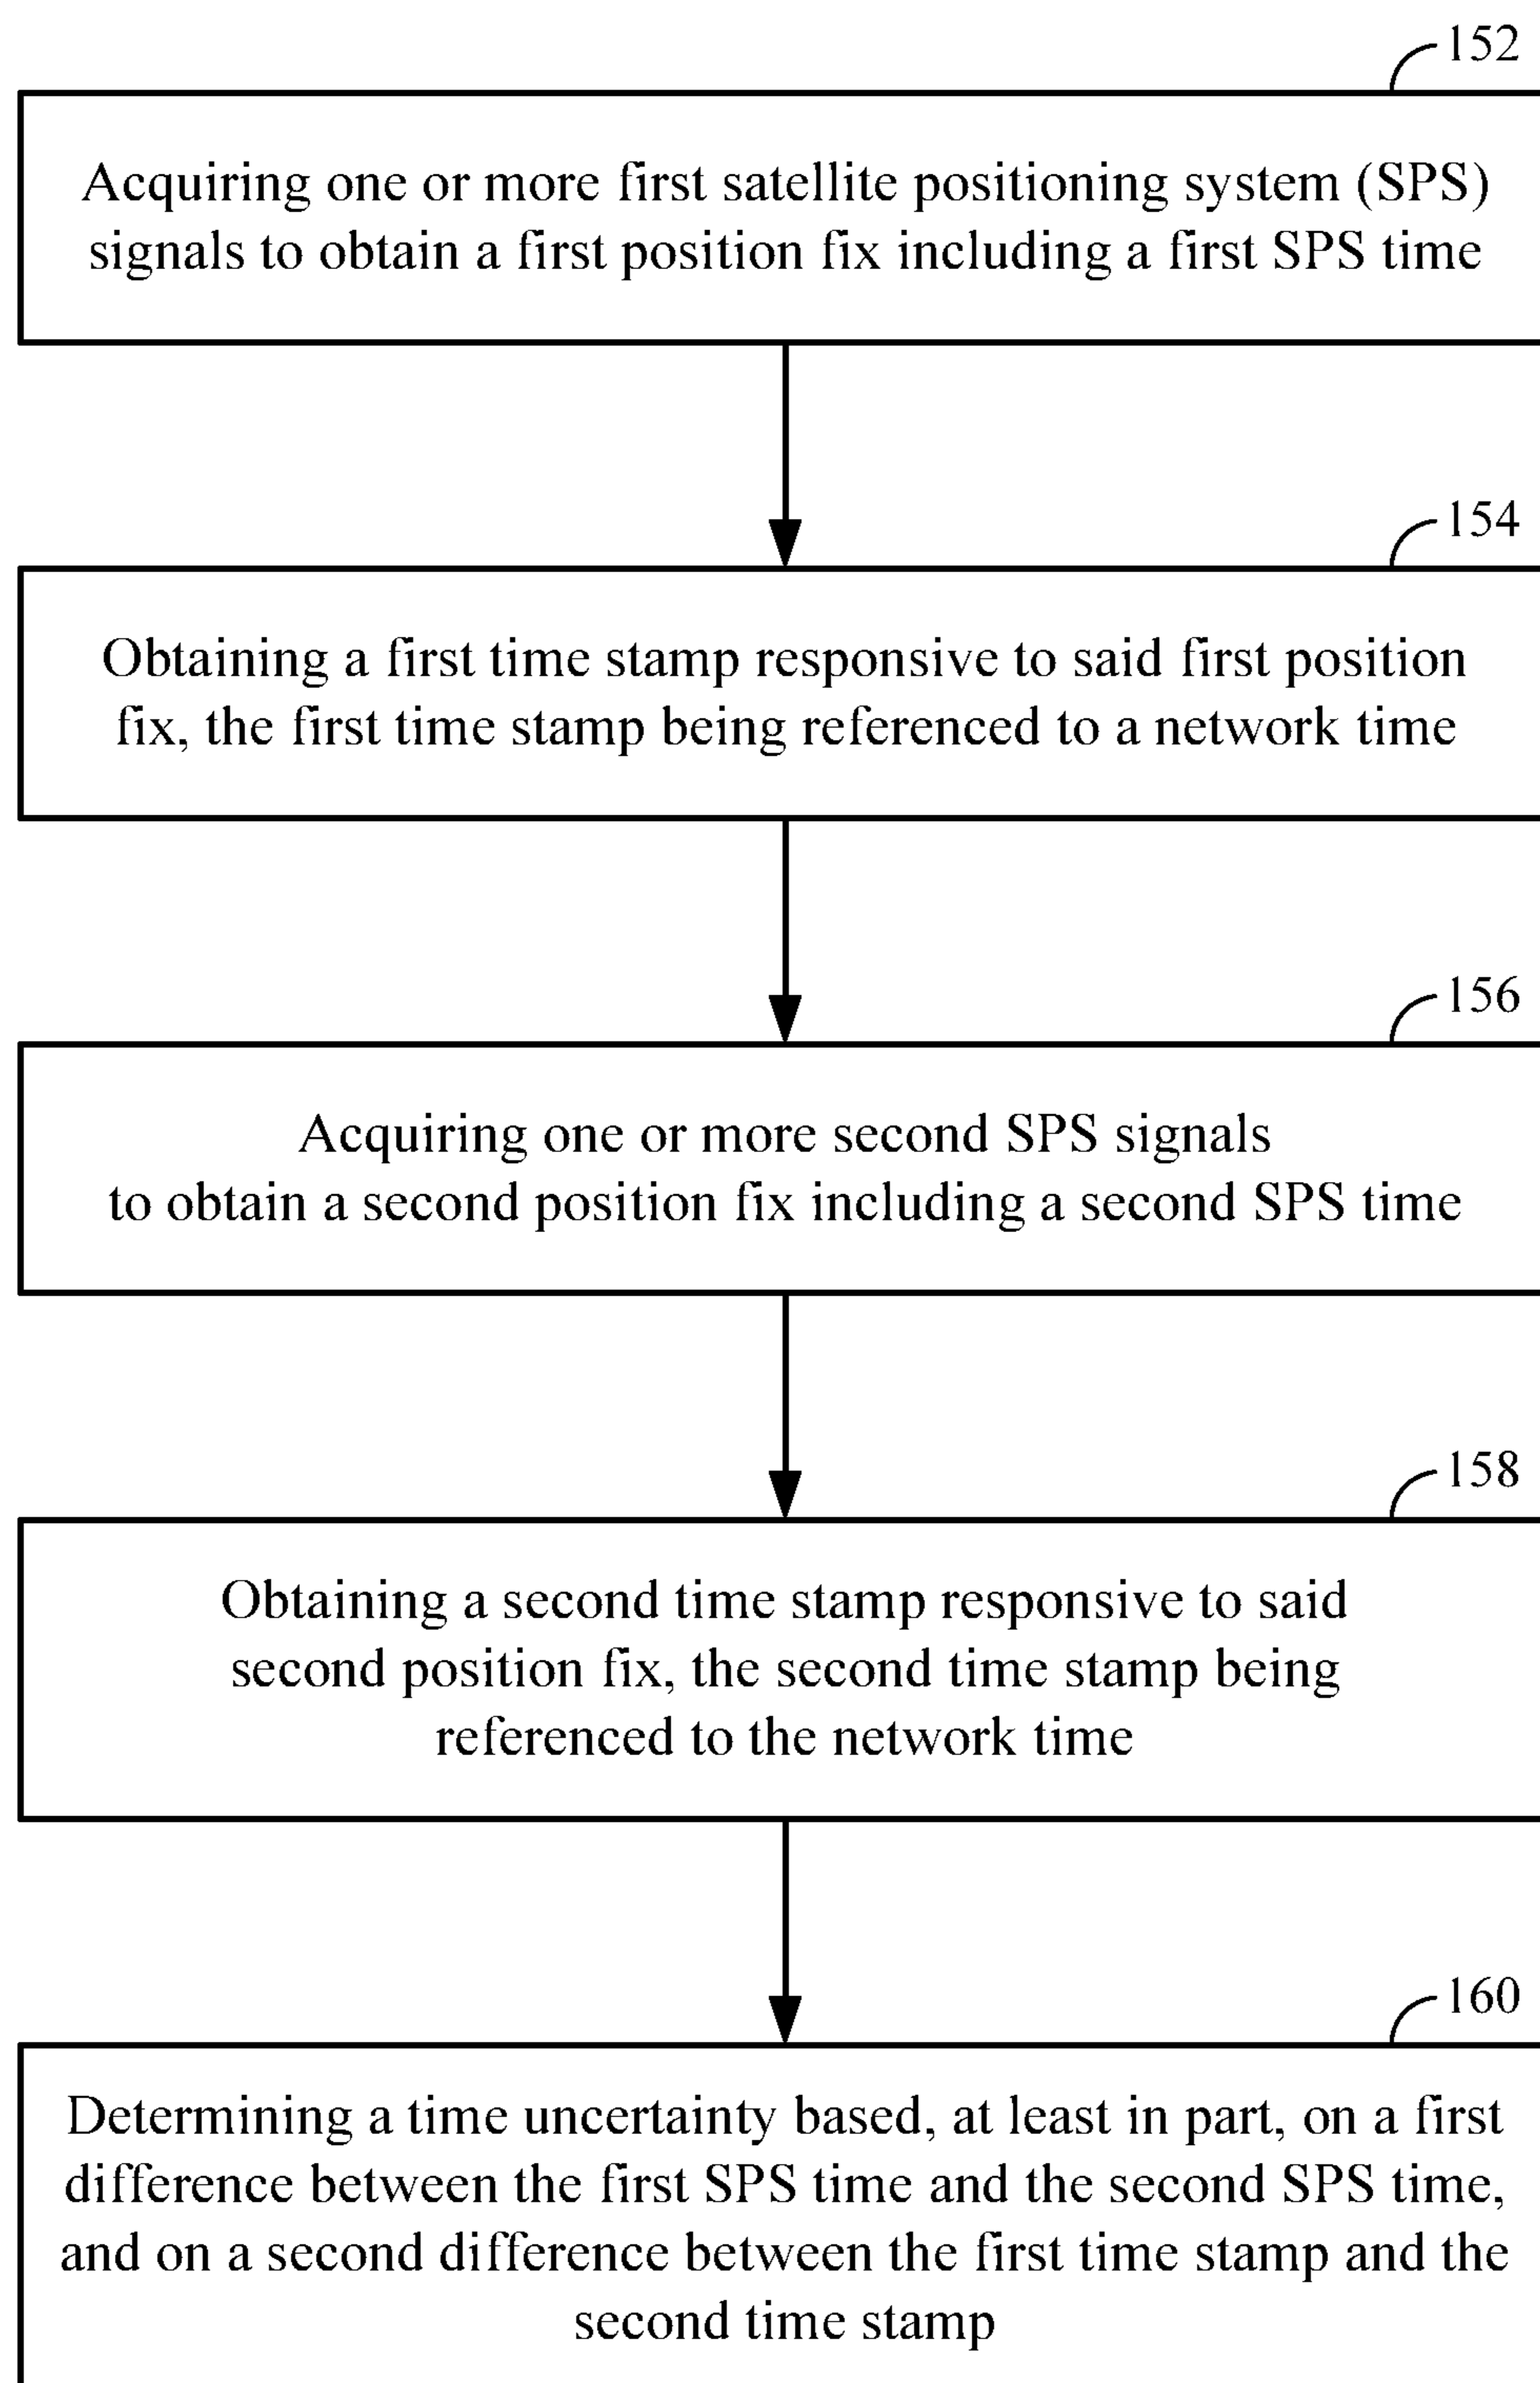 152
Acquiring one or more first satellite positioning system (SPS)
signals to obtain a first position fix including a first SPS time
154
Obtaining a first time stamp responsive to said first position
fix, the first time stamp being referenced to a network time
156
Acquiring one or more second SPS signals
to obtain a second position fix including a second SPS time
158
Obtaining a second time stamp responsive to said
second position fix, the second time stamp being
referenced to the network time
160
Determining a time uncertainty based, at least in part, on a first
difference between the first SPS time and the second SPS time,
and on a second difference between the first time stamp and the
second time stamp